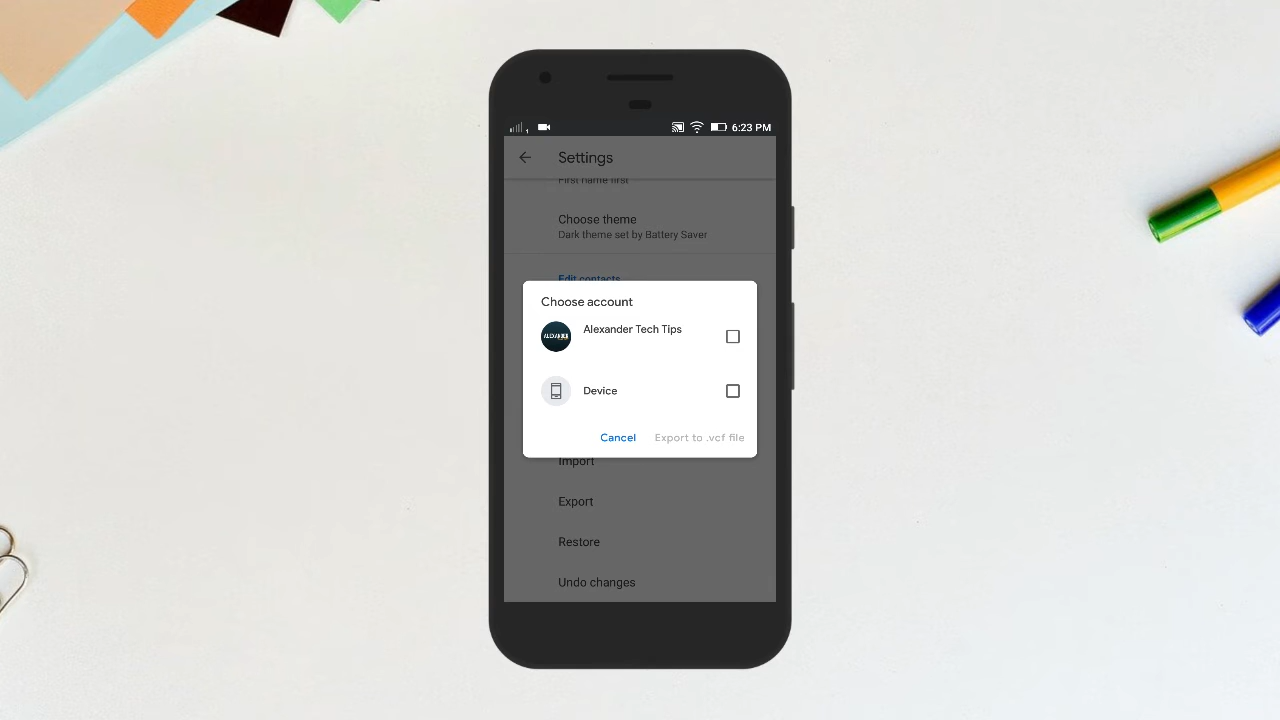 6:23 PM
Settings
First name first
Choose theme
Dark theme set by Battery Saver
Edit contacts
Choose account
Alexander Tech Tips
Device
Cancel Export to .vcf file
Import
Export
Restore
Undo changes